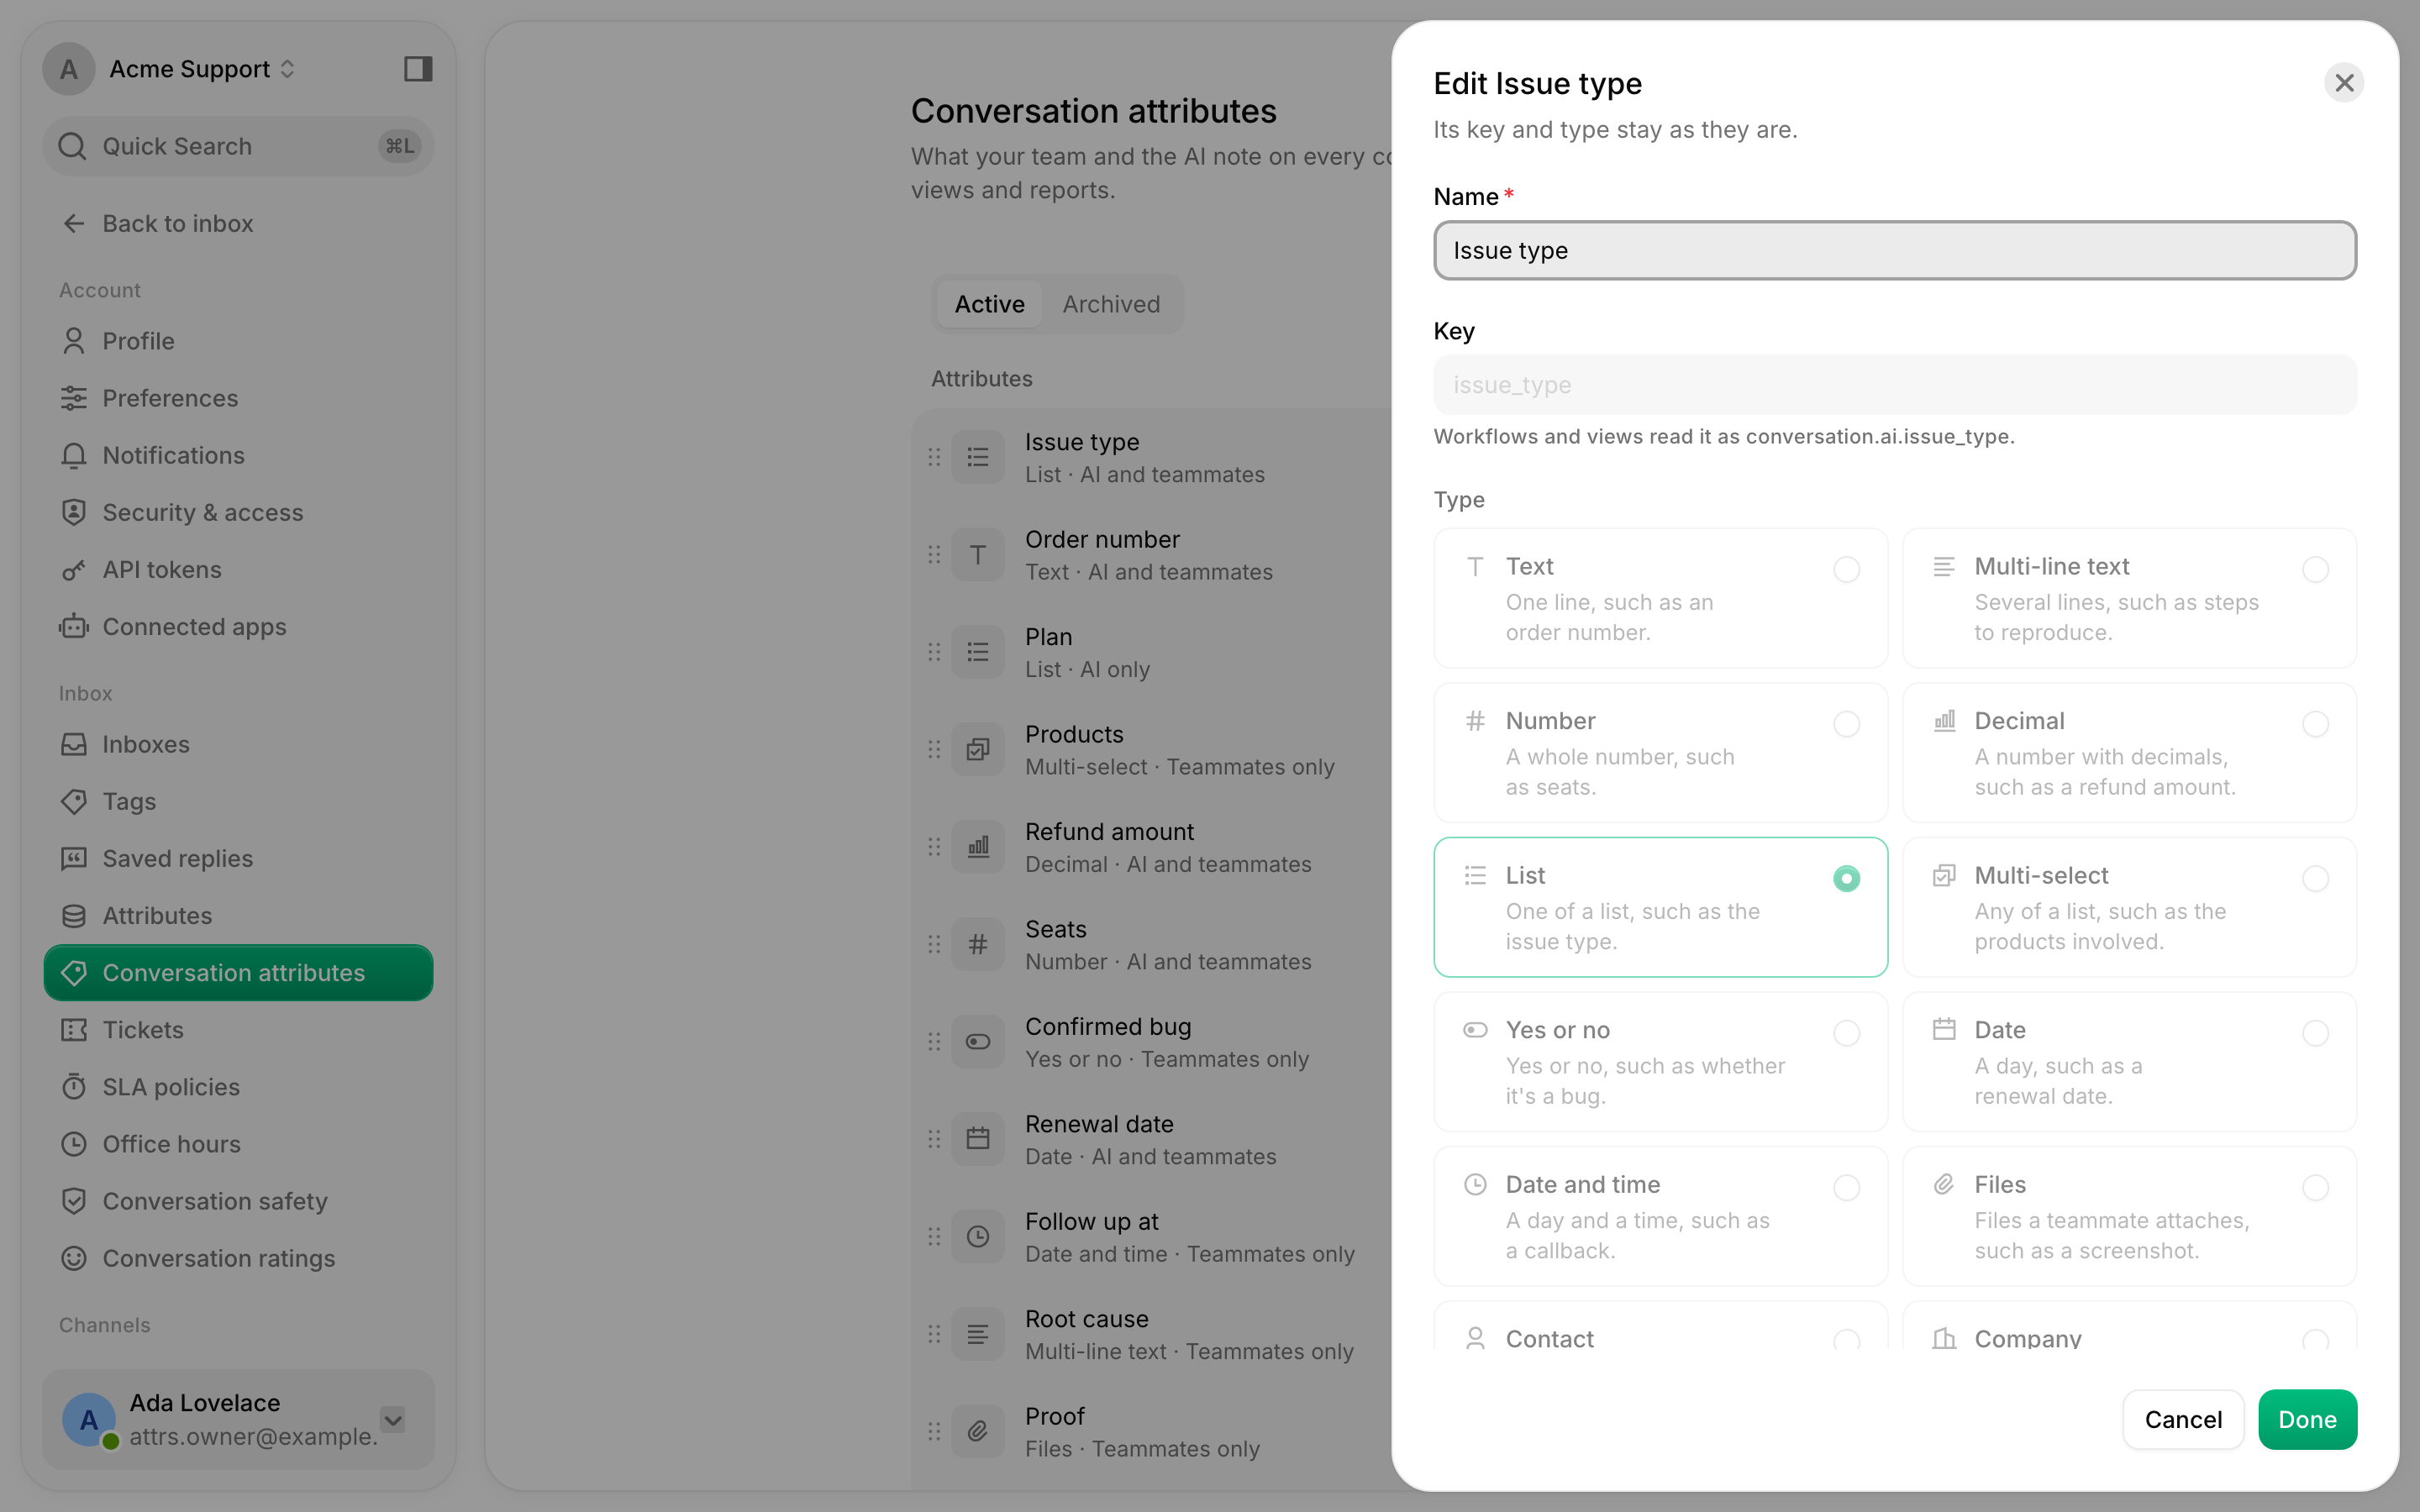 A
Acme Support
Quick Search
⌘L
Back to inbox
Account
Profile
Preferences
Notifications
Security & access
API tokens
Connected apps
Inbox
Inboxes
Tags
Saved replies
Attributes
Conversation attributes
Tickets
SLA policies
Office hours
Conversation safety
Conversation ratings
Channels
A
Ada Lovelace
attrs.owner@example.
Conversation attributes
What your team and the AI note on every
views and reports.
Active
Archived
Attributes
Issue type
List · AI and teammates
Order number
Text · AI and teammates
Plan
List · AI only
Products
Multi-select · Teammates only
Refund amount
Decimal · AI and teammates
Seats
Number · AI and teammates
Confirmed bug
Yes or no · Teammates only
Renewal date
Date · AI and teammates
Follow up at
Date and time · Teammates only
Root cause
Multi-line text · Teammates only
Proof
Files · Teammates only
Edit Issue type
Its key and type stay as they are.
Name*
Issue type
Key
issue_type
Workflows and views read it as conversation.ai.issue_type.
Type
Text
One line, such as an
order number.
Multi-line text
Several lines, such as steps
to reproduce.
Number
A whole number, such
as seats.
Decimal
A number with decimals,
such as a refund amount.
List
One of a list, such as the
issue type.
Multi-select
Any of a list, such as the
products involved.
Yes or no
Yes or no, such as whether
it's a bug.
Date
A day, such as a
renewal date.
Date and time
A day and a time, such as
a callback.
Files
Files a teammate attaches,
such as a screenshot.
Contact
Company
Cancel
Done